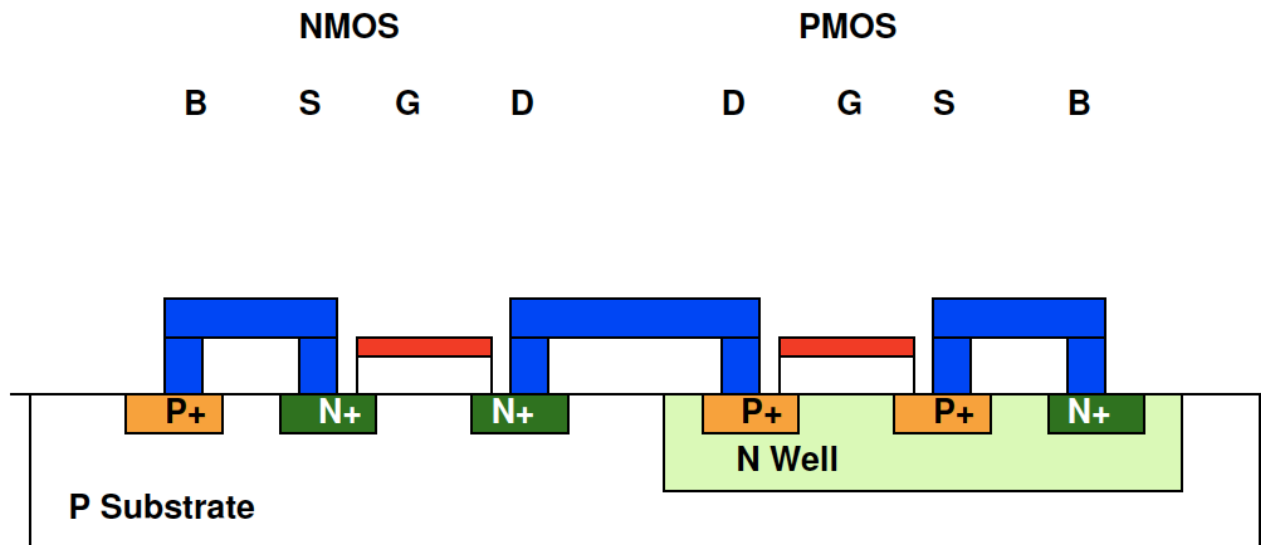 NMOS PMOS
B S G D D G S B
P+ N+ N+ P+ P+ N+
N Well
P Substrate